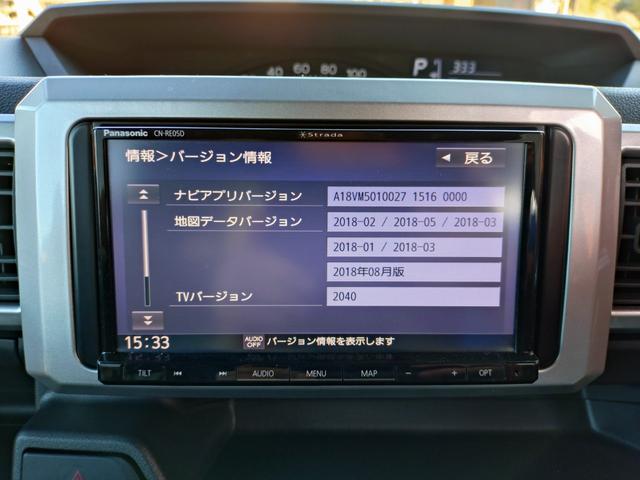 40 60 80 100 P 333
Panasonic CN-RE05D Strada
情報>バージョン情報 ◀ 戻る
ナビアプリバージョン A18VM5010027 1516 0000
地図データバージョン 2018-02 / 2018-05 / 2018-03
2018-01 / 2018-03
2018年08月版
TVバージョン 2040
15:33 AUDIO OFF バージョン情報を表示します
TILT AUDIO MENU MAP − + OPT